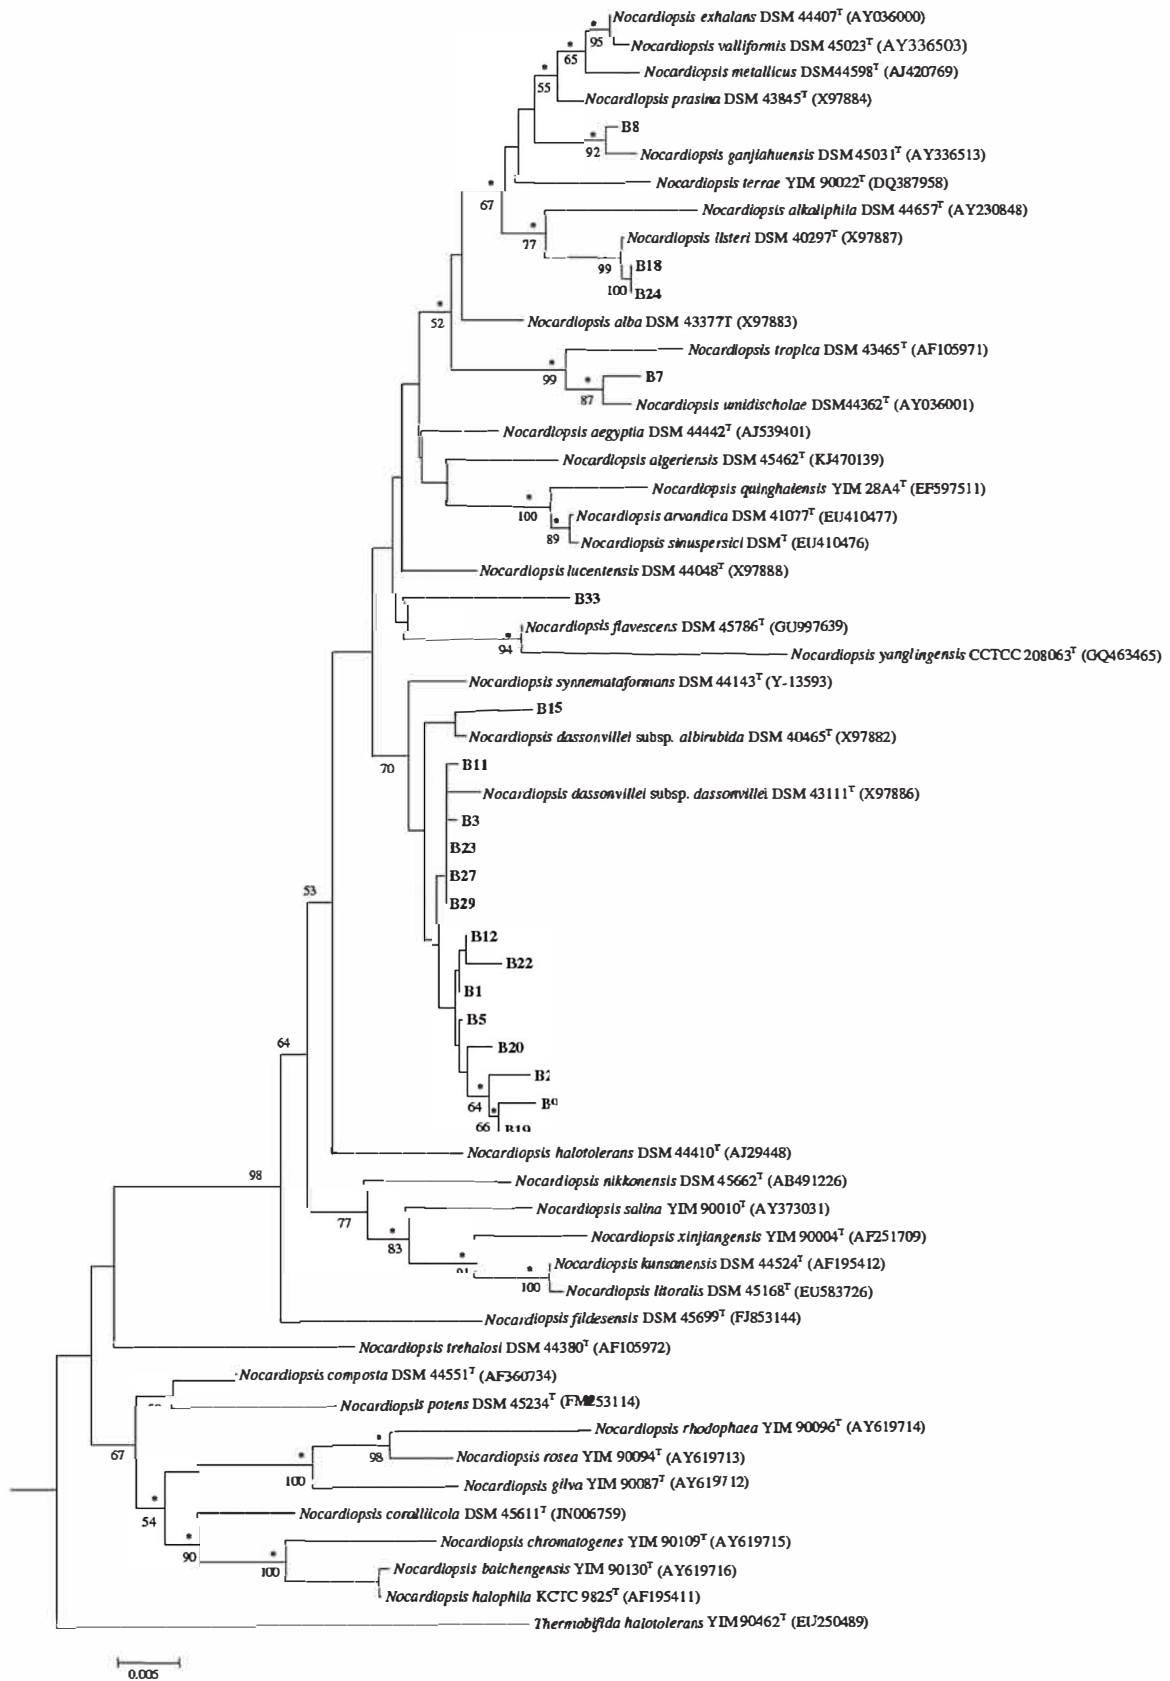 Nocardiopsis exhalans DSM 44407T (AY036000)
95
Nocardiopsis valliformis DSM 45023T (AY336503)
65
Nocardiopsis metallicus DSM44598T (AJ420769)
55
Nocardiopsis prasina DSM 43845T (X97884)
B8
92
Nocardiopsis ganjiahuensis DSM45031T (AY336513)
Nocardiopsis terrae YIM 90022T (DQ387958)
67
Nocardiopsis alkaliphila DSM 44657T (AY230848)
77
Nocardiopsis listeri DSM 40297T (X97887)
99
B18
100
B24
52
Nocardiopsis alba DSM 43377T (X97883)
Nocardiopsis tropica DSM 43465T (AF105971)
99
B7
87
Nocardiopsis umidischolae DSM44362T (AY036001)
Nocardiopsis aegyptia DSM 44442T (AJ539401)
Nocardiopsis algeriensis DSM 45462T (KJ470139)
Nocardiopsis quinghaiensis YIM 28A4T (EF597511)
100
Nocardiopsis arvandica DSM 41077T (EU410477)
89
Nocardiopsis sinuspersici DSMT (EU410476)
Nocardiopsis lucentensis DSM 44048T (X97888)
B33
Nocardiopsis flavescens DSM 45786T (GU997639)
94
Nocardiopsis yanglingensis CCTCC 208063T (GQ463465)
Nocardiopsis synnemataformans DSM 44143T (Y-13593)
B15
Nocardiopsis dassonvillei subsp. albirubida DSM 40465T (X97882)
70
B11
Nocardiopsis dassonvillei subsp. dassonvillei DSM 43111T (X97886)
B3
B23
B27
53
B29
B12
B22
B1
B5
64
B20
B2
64
66
Nocardiopsis halotolerans DSM 44410T (AJ29448)
98
Nocardiopsis nikkonensis DSM 45662T (AB491226)
77
Nocardiopsis salina YIM 90010T (AY373031)
83
Nocardiopsis xinjiangensis YIM 90004T (AF251709)
Nocardiopsis kunsanensis DSM 44524T (AF195412)
100
Nocardiopsis litoralis DSM 45168T (EU583726)
Nocardiopsis fildesensis DSM 45699T (FJ853144)
Nocardiopsis trehalosi DSM 44380T (AF105972)
Nocardiopsis composta DSM 44551T (AF360734)
Nocardiopsis potens DSM 45234T
Nocardiopsis rhodophaea YIM 90096T (AY619714)
67
98
Nocardiopsis rosea YIM 90094T (AY619713)
100
Nocardiopsis gilva YIM 90087T (AY619712)
54
Nocardiopsis coralliicola DSM 45611T (JN006759)
90
Nocardiopsis chromatogenes YIM 90109T (AY619715)
100
Nocardiopsis baichengensis YIM 90130T (AY619716)
Nocardiopsis halophila KCTC 9825T (AF195411)
Thermobifida halotolerans YIM90462T (EU250489)
0.005